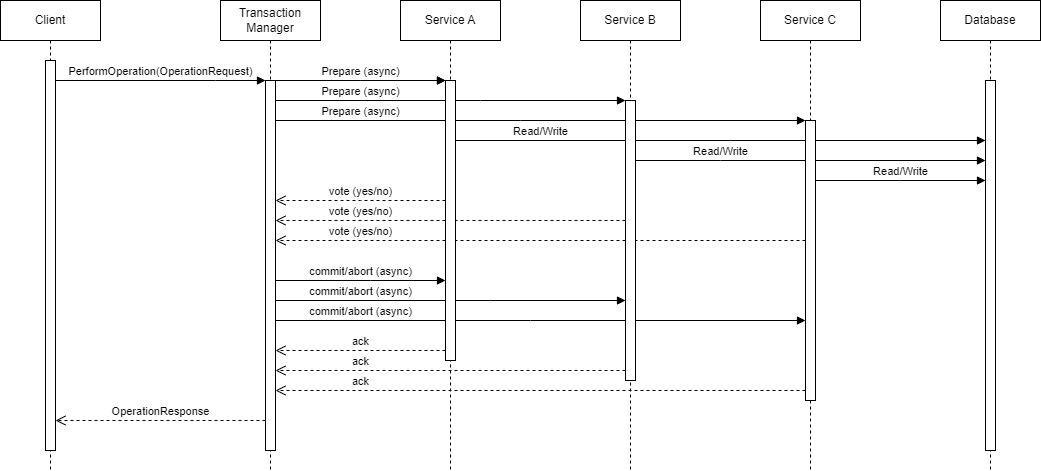 Client
Transaction
Manager
Service A
Service B
Service C
Database
PerformOperation(OperationRequest)
Prepare (async)
Prepare (async)
Prepare (async)
Read/Write
Read/Write
Read/Write
vote (yes/no)
vote (yes/no)
vote (yes/no)
commit/abort (async)
commit/abort (async)
commit/abort (async)
ack
ack
ack
OperationResponse